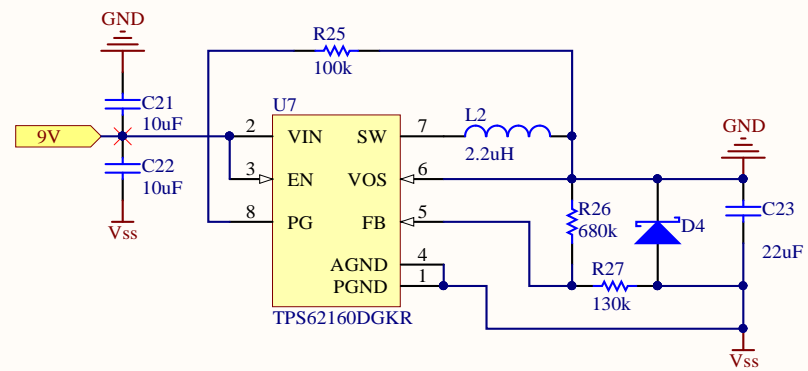 GND
R25
100k
C21
10uF
9V
C22
10uF
Vss
U7
2 VIN SW 7
3 EN VOS 6
8 PG FB 5
AGND 4
PGND 1
TPS62160DGKR
L2
2.2uH
GND
R26
680k
D4
C23
22uF
R27
130k
Vss